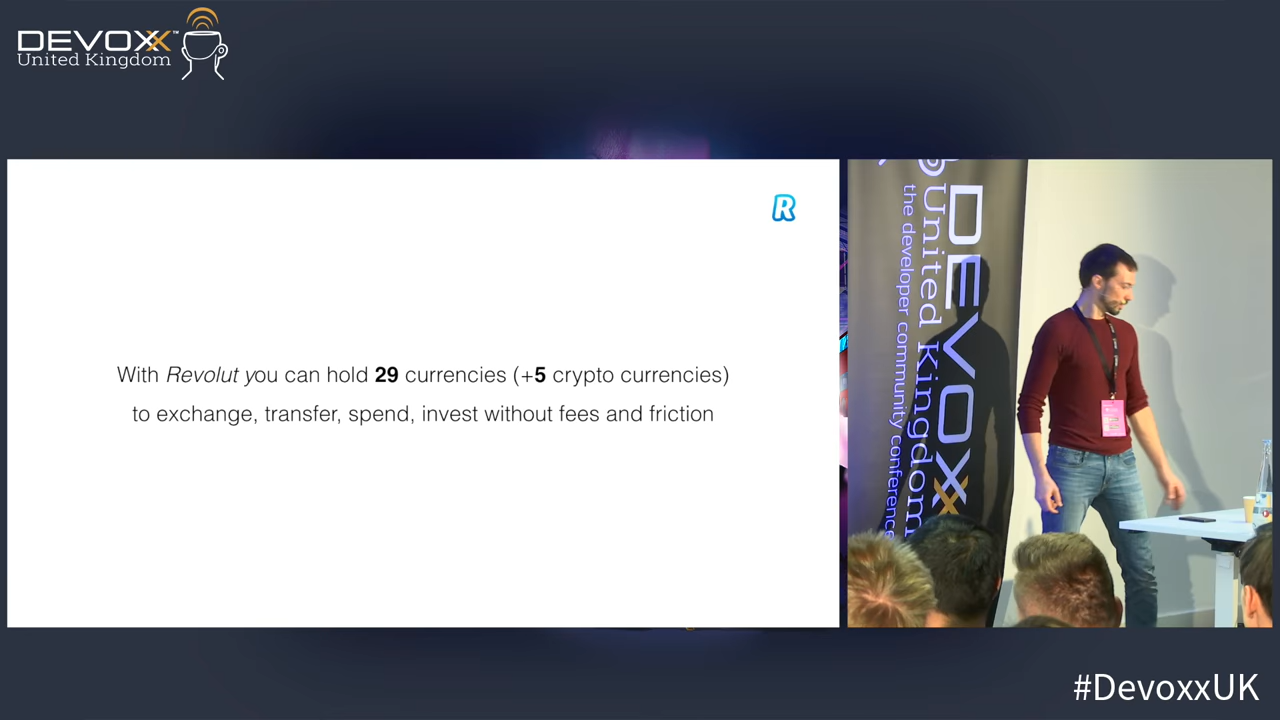 DEVOXX™
United Kingdom
R
With Revolut you can hold 29 currencies (+5 crypto currencies)
to exchange, transfer, spend, invest without fees and friction
DEVOXX
United Kingdom
the developer community conference
#DevoxxUK